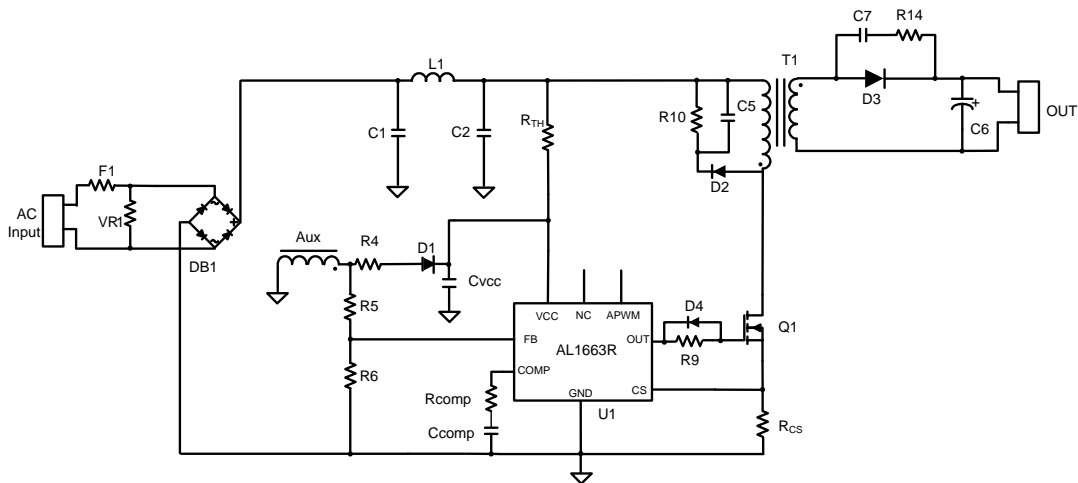 C7
R14
T1
L1
D3
C5
R10
C1
C2
RTH
C6
+
OUT
F1
D2
AC
Input
VR1
+
DB1
Aux
R4
D1
Cvcc
R5
VCC
NC
APWM
D4
Q1
FB
AL1663R
OUT
R9
R6
COMP
CS
GND
Rcomp
U1
Ccomp
RCS